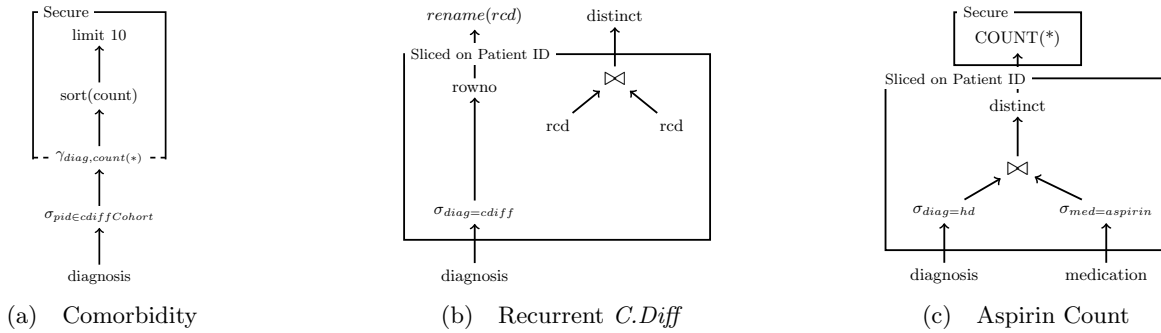 Secure
limit 10
sort(count)
γdiag,count(*)
σpid∈cdiffCohort
diagnosis
(a) Comorbidity
rename(rcd)
distinct
Sliced on Patient ID
rowno
⋈
rcd
rcd
σdiag=cdiff
diagnosis
(b) Recurrent C.Diff
Secure
COUNT(*)
Sliced on Patient ID
distinct
⋈
σdiag=hd
σmed=aspirin
diagnosis
medication
(c) Aspirin Count